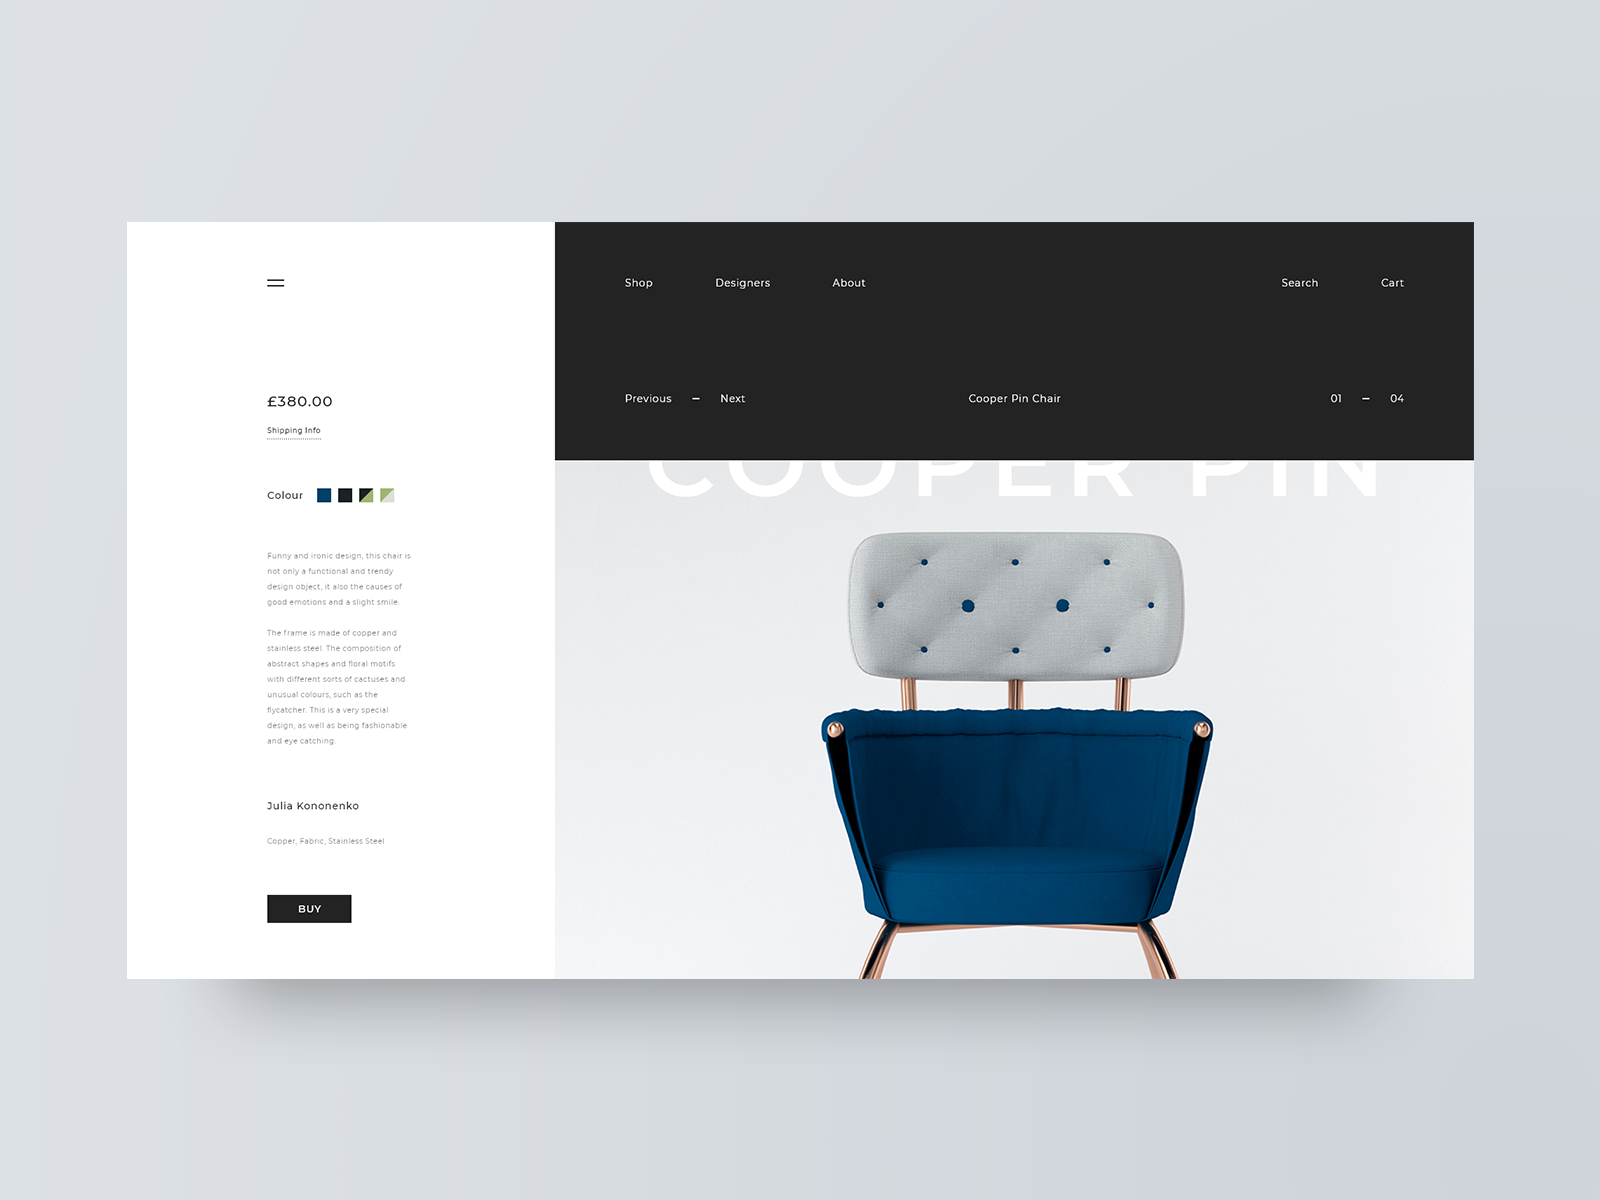 Shop Designers About Search Cart
£380.00
Shipping Info
Previous – Next Cooper Pin Chair 01 – 04
COOPER PIN
Colour
Funny and ironic design, this chair is
not only a functional and trendy
design object, it also the causes of
good emotions and a slight smile.
The frame is made of copper and
stainless steel. The composition of
abstract shapes and floral motifs
with different sorts of cactuses and
unusual colours, such as the
flycatcher. This is a very special
design, as well as being fashionable
and eye catching.
Julia Kononenko
Copper, Fabric, Stainless Steel
BUY